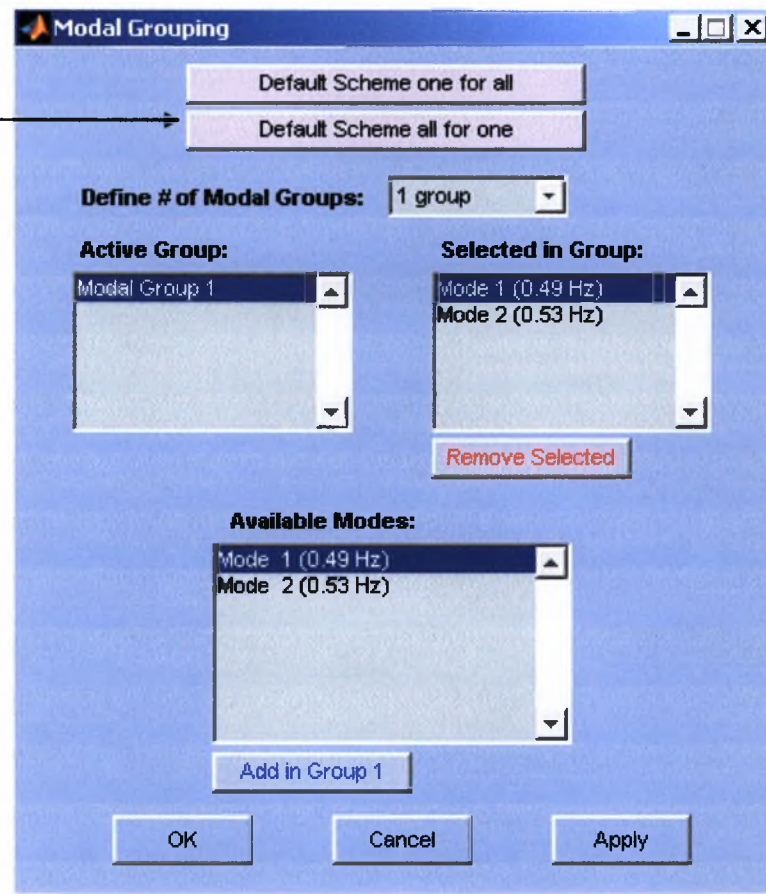 Modal Grouping
Default Scheme one for all
Default Scheme all for one
Define # of Modal Groups: 1 group
Active Group: Selected in Group:
Modal Group 1 Mode 1 (0.49 Hz)
Mode 2 (0.53 Hz)
Remove Selected
Available Modes:
Mode 1 (0.49 Hz)
Mode 2 (0.53 Hz)
Add in Group 1
OK Cancel Apply